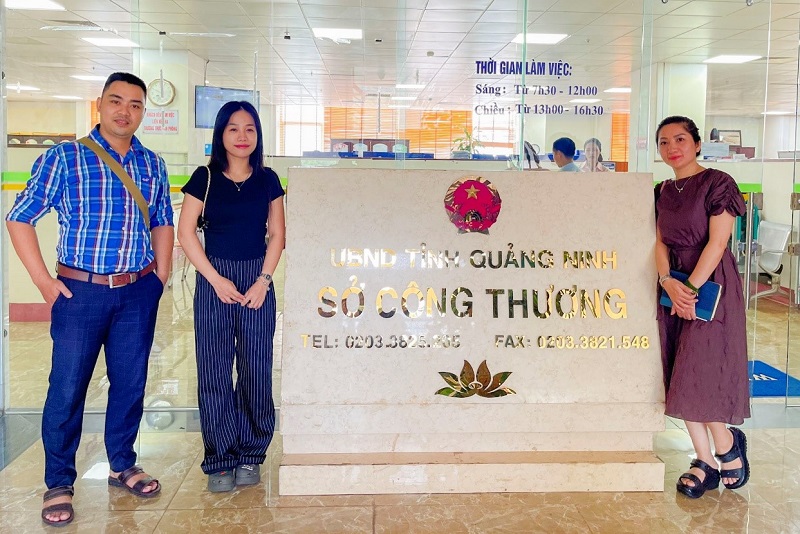 THỜI GIAN LÀM VIỆC:
Sáng : Từ 7h30 - 12h00
Chiều : Từ 13h00 - 16h30
UBND TỈNH QUẢNG NINH
SỞ CÔNG THƯƠNG
TEL: FAX: 0203.3821.548